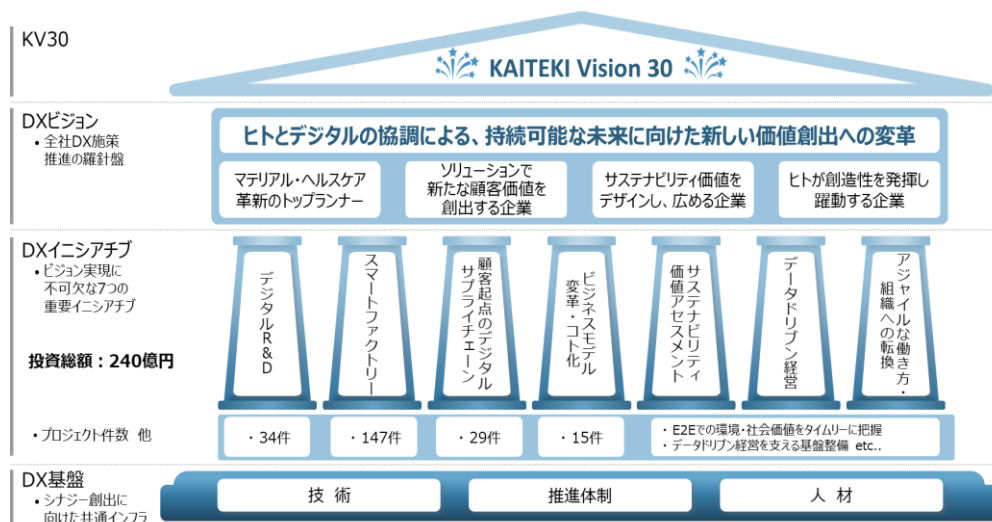 KV30
KAITEKI Vision 30
DXビジョン
・全社DX施策
推進の羅針盤
ヒトとデジタルの協調による、持続可能な未来に向けた新しい価値創出への変革
マテリアル・ヘルスケア
革新のトップランナー
ソリューションで
新たな顧客価値を
創出する企業
サステナビリティ価値を
デザインし、広める企業
ヒトが創造性を発揮し
躍動する企業
DXイニシアチブ
・ビジョン実現に
不可欠な7つの
重要イニシアチブ
投資総額：240億円
デジタルR&D
スマートファクトリー
顧客起点のデジタル
サプライチェーン
ビジネスモデル
変革・コト化
サステナビリティ
価値アセスメント
データドリブン経営
アジャイルな働き方・
組織への転換
・プロジェクト件数 他
・34件
・147件
・29件
・15件
・E2Eでの環境・社会価値をタイムリーに把握
・データドリブン経営を支える基盤整備 etc..
DX基盤
・シナジー創出に
向けた共通インフラ
技 術
推進体制
人 材